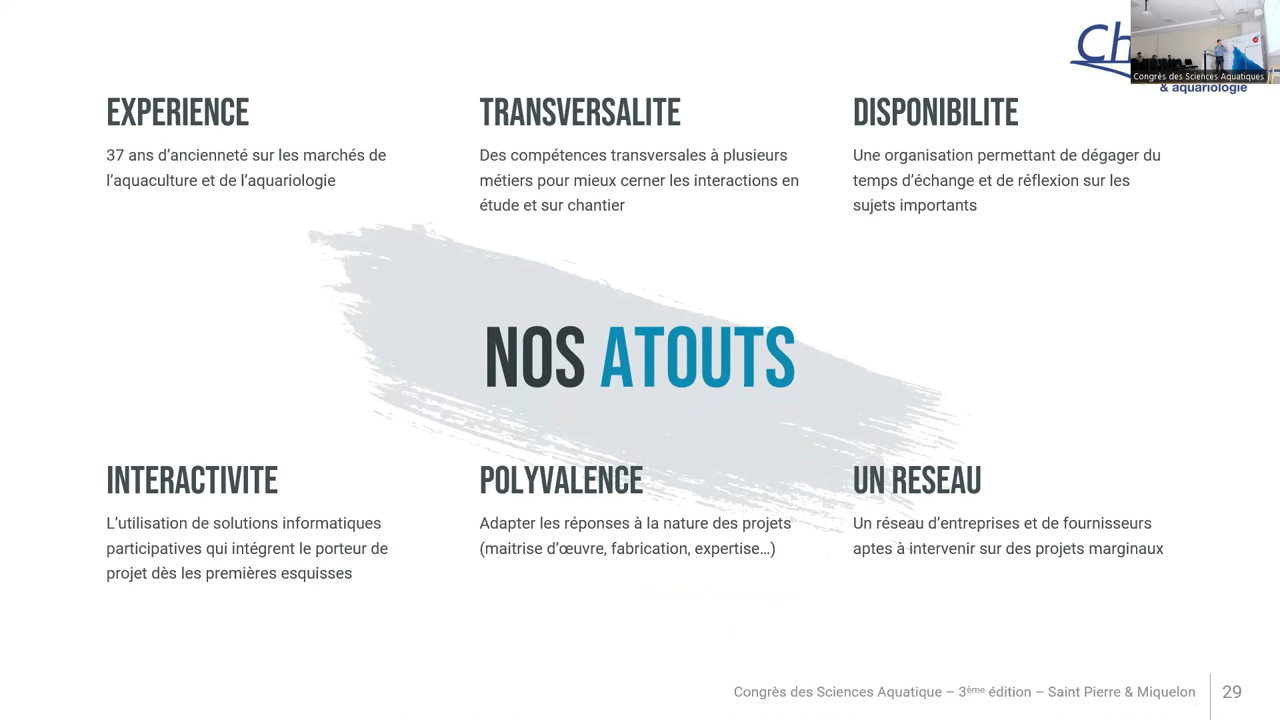 Ch
Congrès des Sciences Aquatiques
& aquariologie
EXPERIENCE
37 ans d’ancienneté sur les marchés de
l’aquaculture et de l’aquariologie
TRANSVERSALITE
Des compétences transversales à plusieurs
métiers pour mieux cerner les interactions en
étude et sur chantier
DISPONIBILITE
Une organisation permettant de dégager du
temps d’échange et de réflexion sur les
sujets importants
NOS ATOUTS
INTERACTIVITE
L’utilisation de solutions informatiques
participatives qui intégrent le porteur de
projet dès les premières esquisses
POLYVALENCE
Adapter les réponses à la nature des projets
(maitrise d’œuvre, fabrication, expertise…)
UN RESEAU
Un réseau d’entreprises et de fournisseurs
aptes à intervenir sur des projets marginaux
Congrès des Sciences Aquatique – 3ème édition – Saint Pierre & Miquelon
29